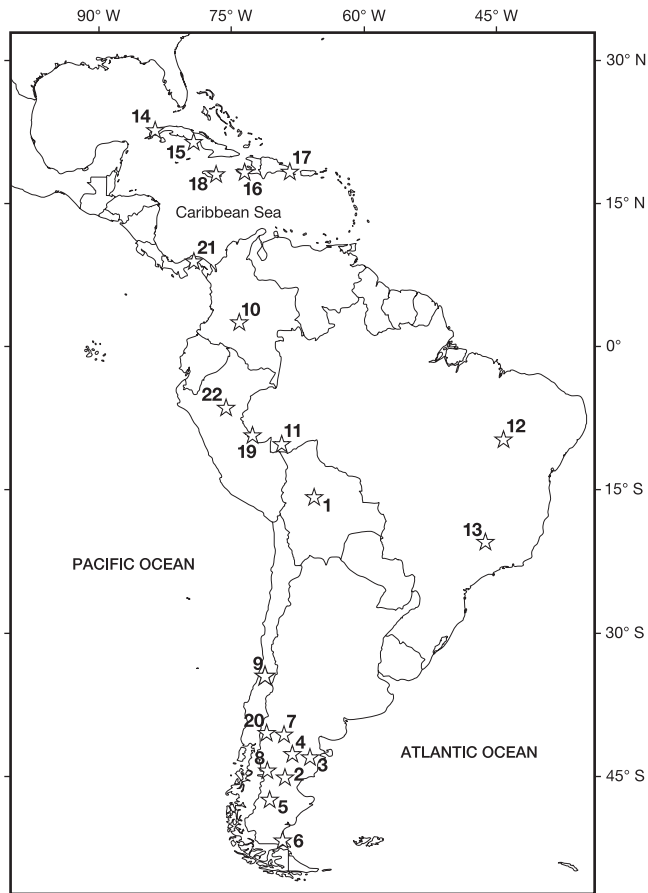 90° W 75° W 60° W 45° W
30° N
14
15
17
18
16
15° N
Caribbean Sea
21
10
0°
22
12
11
19
15° S
1
13
PACIFIC OCEAN
30° S
9
20 7
4
ATLANTIC OCEAN
8
3
2
45° S
5
6